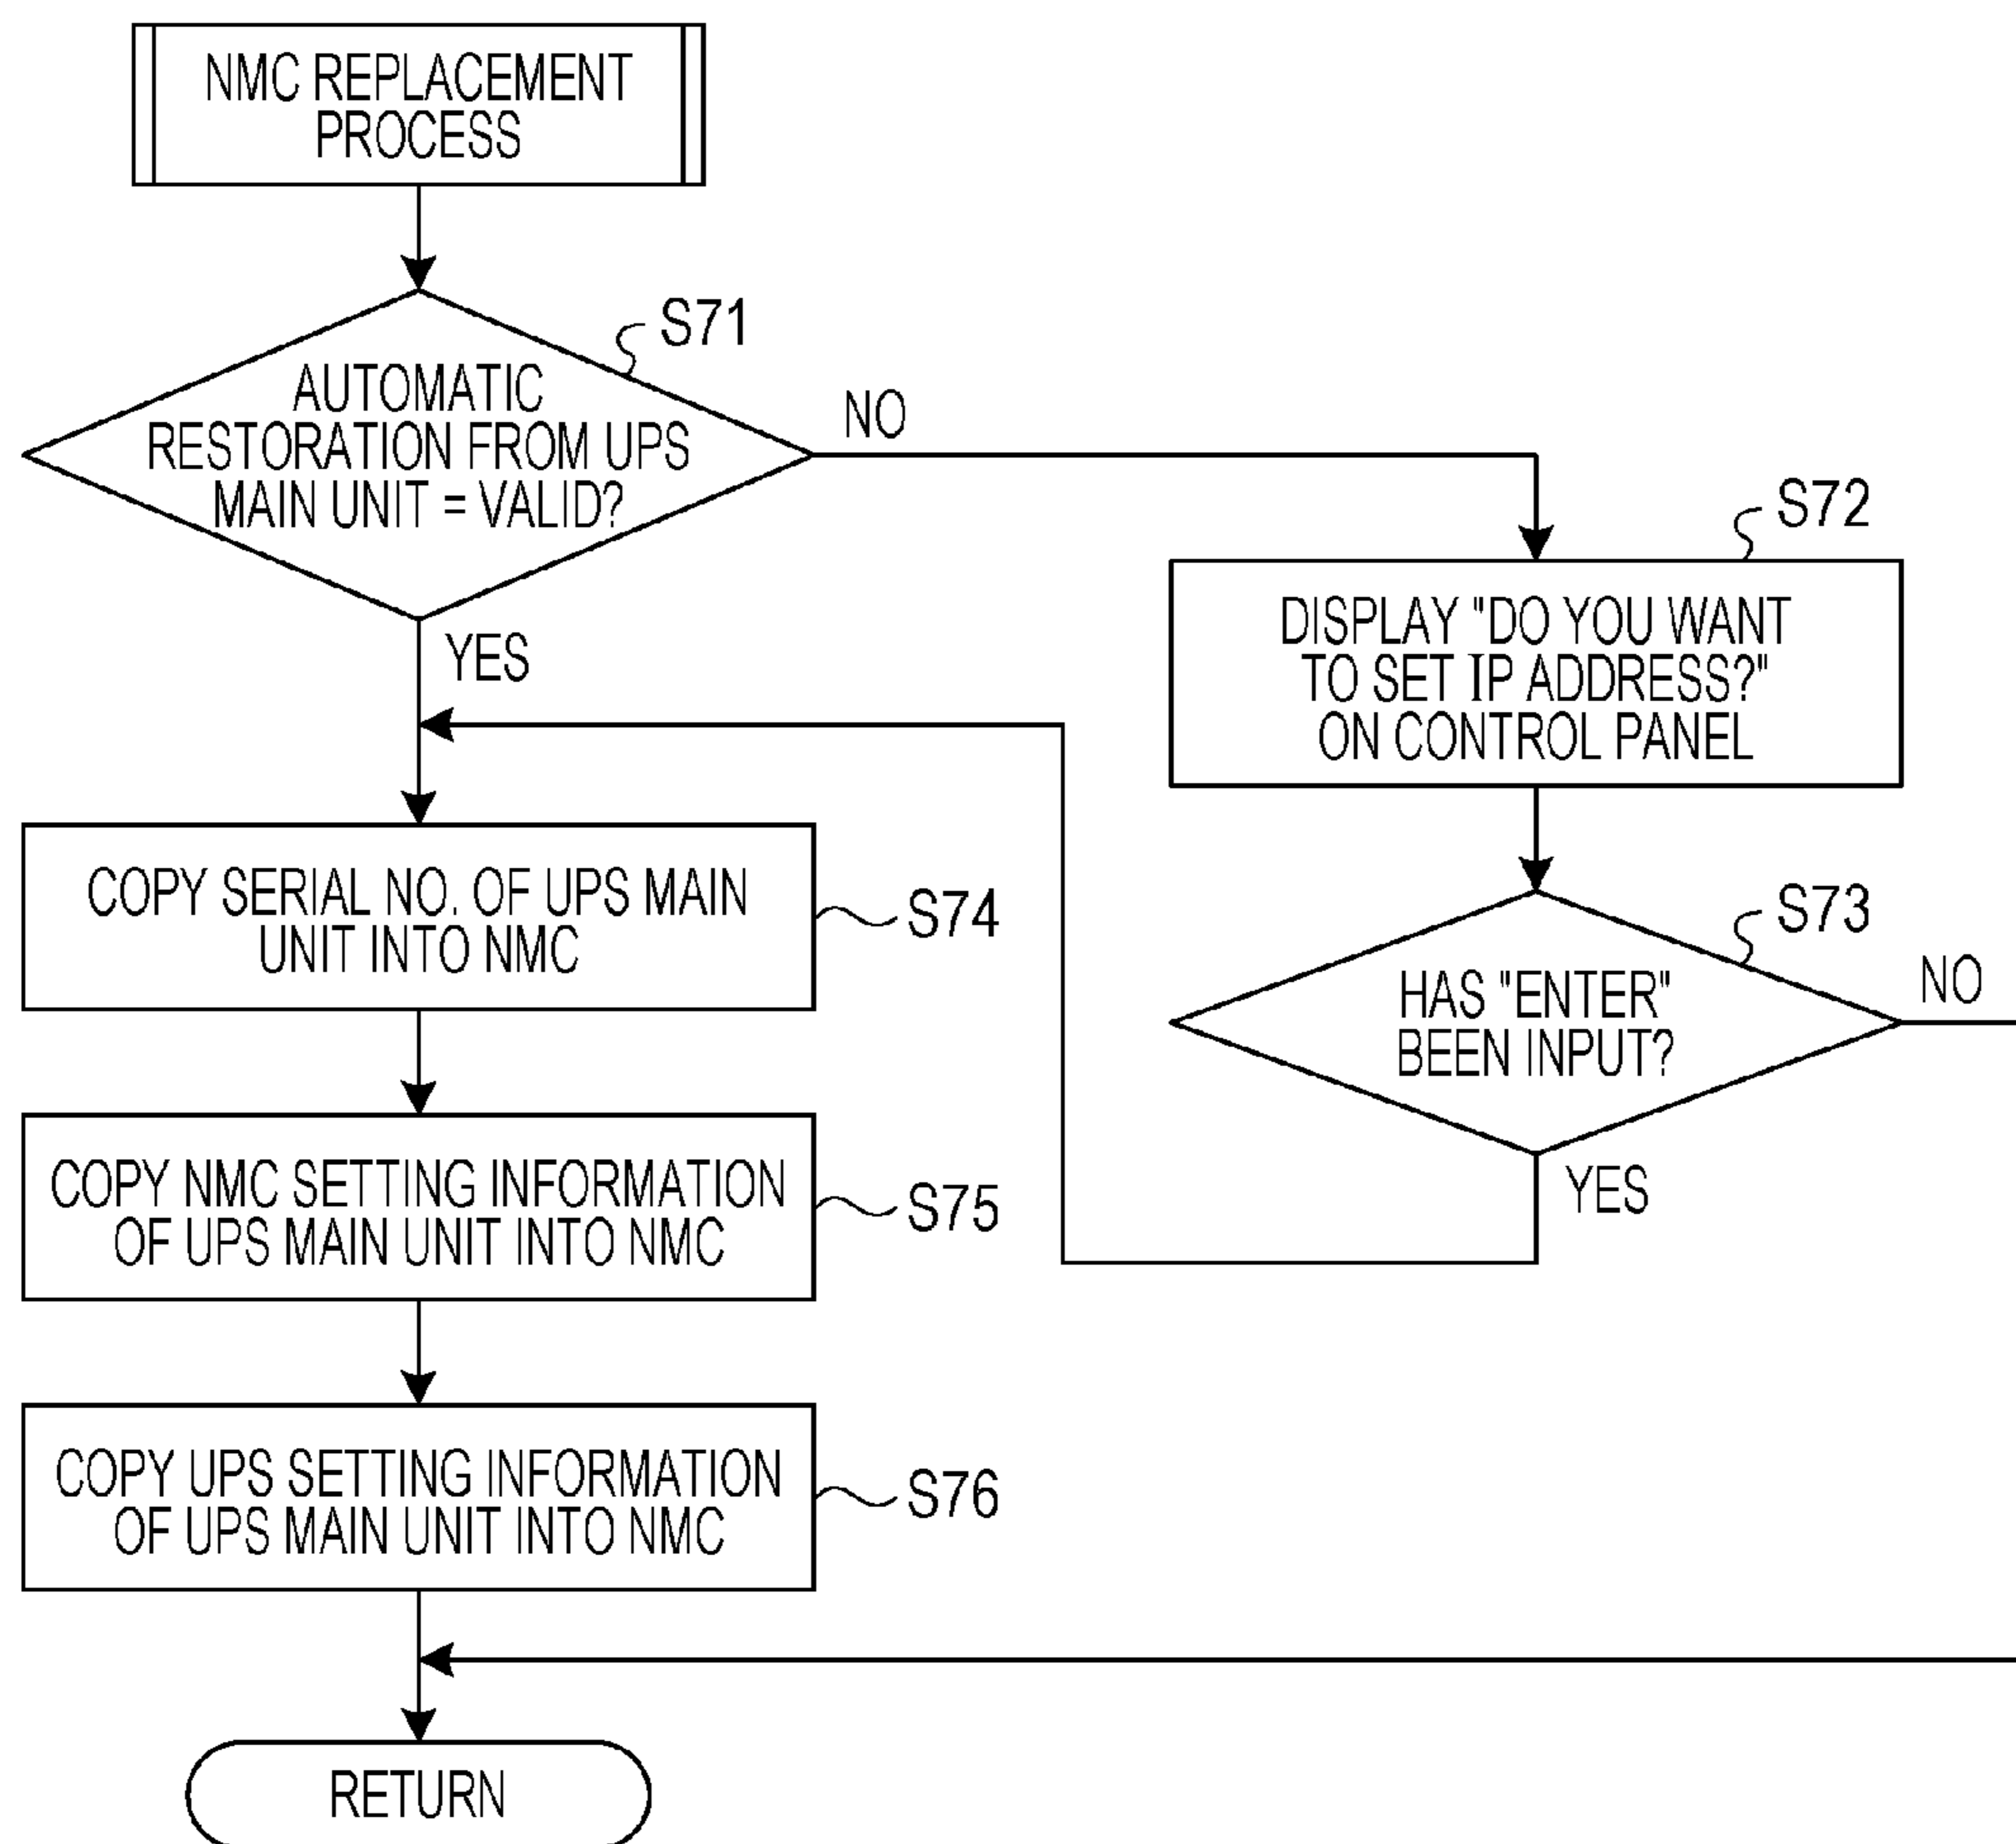 NMC REPLACEMENT
PROCESS
S71
AUTOMATIC
RESTORATION FROM UPS
MAIN UNIT = VALID?
NO
YES
S72
DISPLAY "DO YOU WANT
TO SET IP ADDRESS?"
ON CONTROL PANEL
S73
HAS "ENTER"
BEEN INPUT?
NO
YES
COPY SERIAL NO. OF UPS MAIN
UNIT INTO NMC
S74
COPY NMC SETTING INFORMATION
OF UPS MAIN UNIT INTO NMC
S75
COPY UPS SETTING INFORMATION
OF UPS MAIN UNIT INTO NMC
S76
RETURN